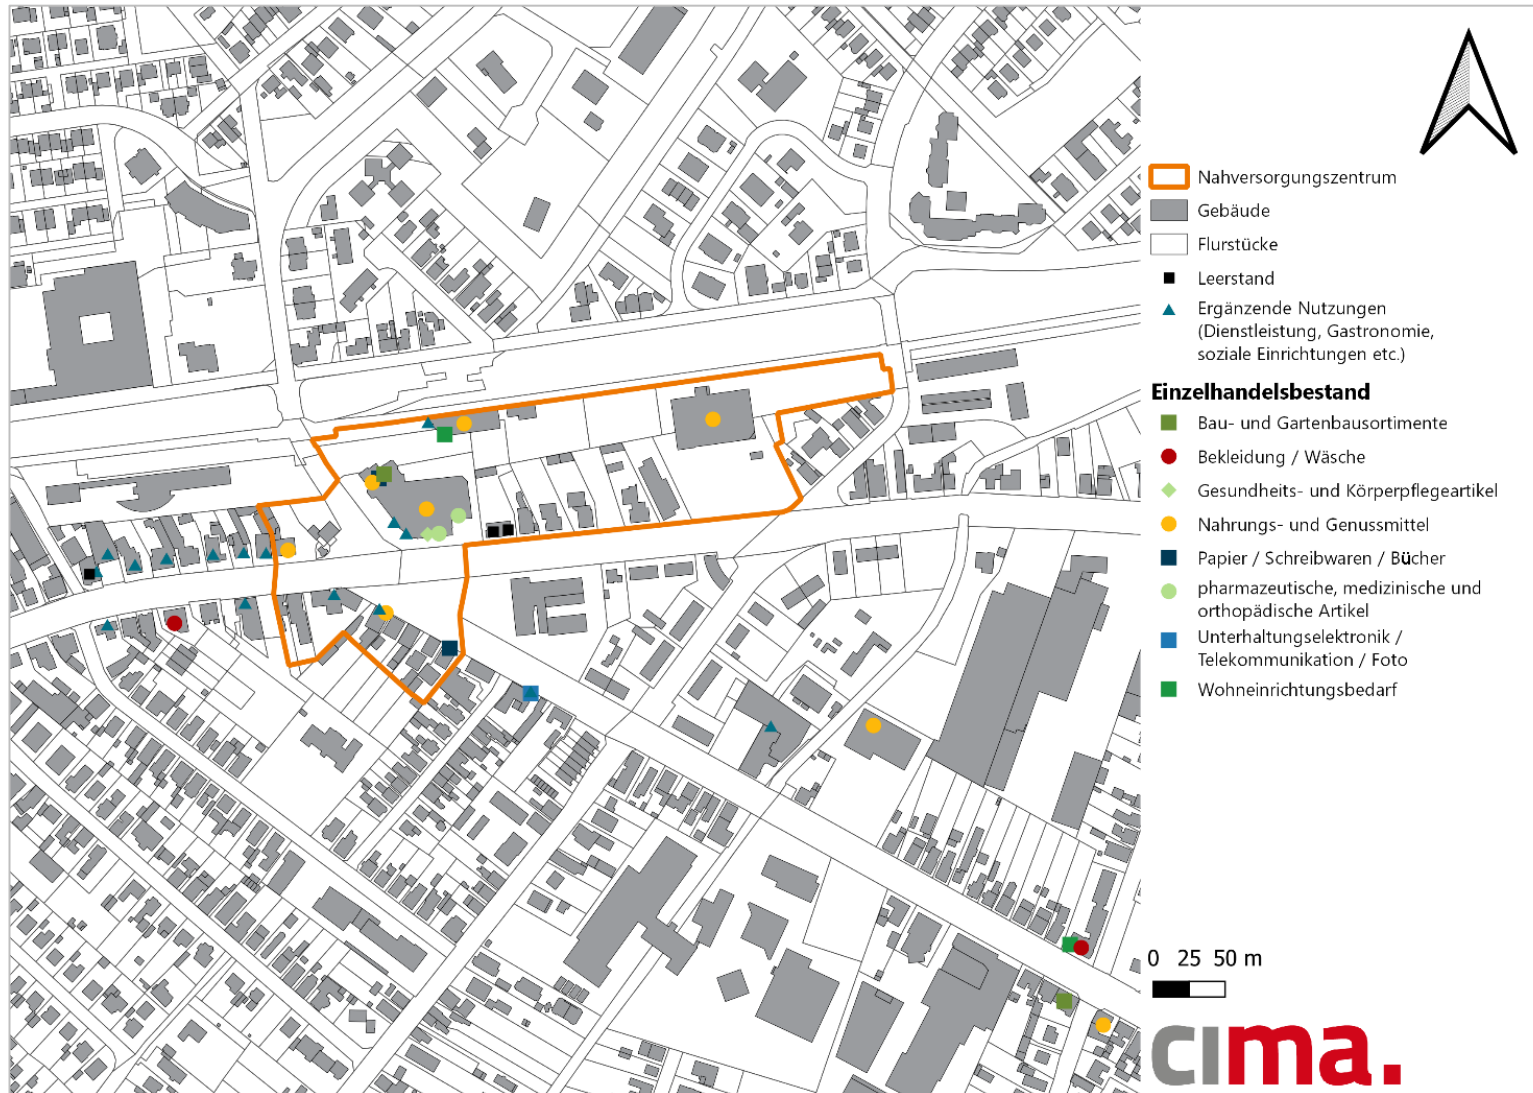 Nahversorgungszentrum
Gebäude
Flurstücke
Leerstand
Ergänzende Nutzungen
(Dienstleistung, Gastronomie,
soziale Einrichtungen etc.)
Einzelhandelsbestand
Bau- und Gartenbausortimente
Bekleidung / Wäsche
Gesundheits- und Körperpflegeartikel
Nahrungs- und Genussmittel
Papier / Schreibwaren / Bücher
pharmazeutische, medizinische und
orthopädische Artikel
Unterhaltungselektronik /
Telekommunikation / Foto
Wohneinrichtungsbedarf
0 25 50 m
cima.